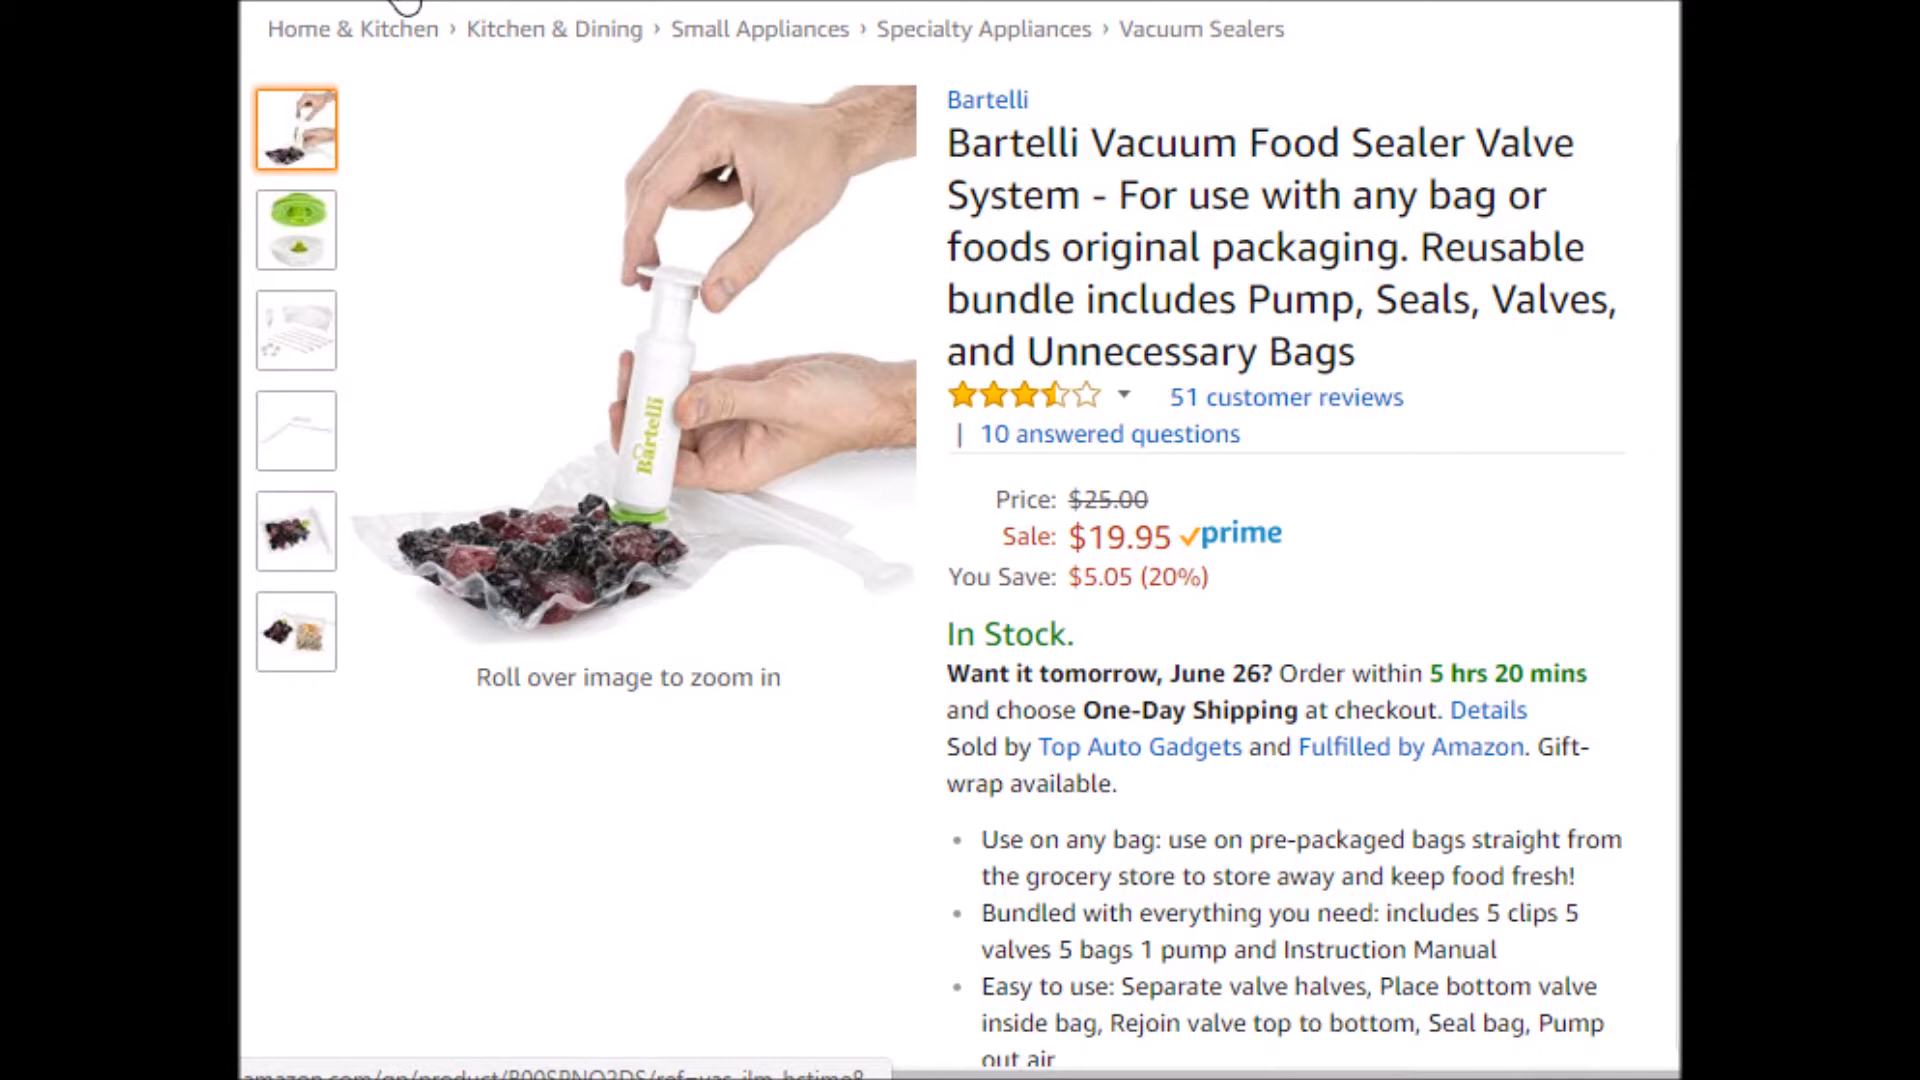 Home & Kitchen › Kitchen & Dining › Small Appliances › Specialty Appliances › Vacuum Sealers
Bartelli
Bartelli Vacuum Food Sealer Valve
System - For use with any bag or
foods original packaging. Reusable
bundle includes Pump, Seals, Valves,
and Unnecessary Bags
51 customer reviews
| 10 answered questions
Price: $25.00
Sale: $19.95 prime
You Save: $5.05 (20%)
In Stock.
Want it tomorrow, June 26? Order within 5 hrs 20 mins
and choose One-Day Shipping at checkout. Details
Sold by Top Auto Gadgets and Fulfilled by Amazon. Gift-
wrap available.
Bartelli
Roll over image to zoom in
• Use on any bag: use on pre-packaged bags straight from
the grocery store to store away and keep food fresh!
• Bundled with everything you need: includes 5 clips 5
valves 5 bags 1 pump and Instruction Manual
• Easy to use: Separate valve halves, Place bottom valve
inside bag, Rejoin valve top to bottom, Seal bag, Pump
out air